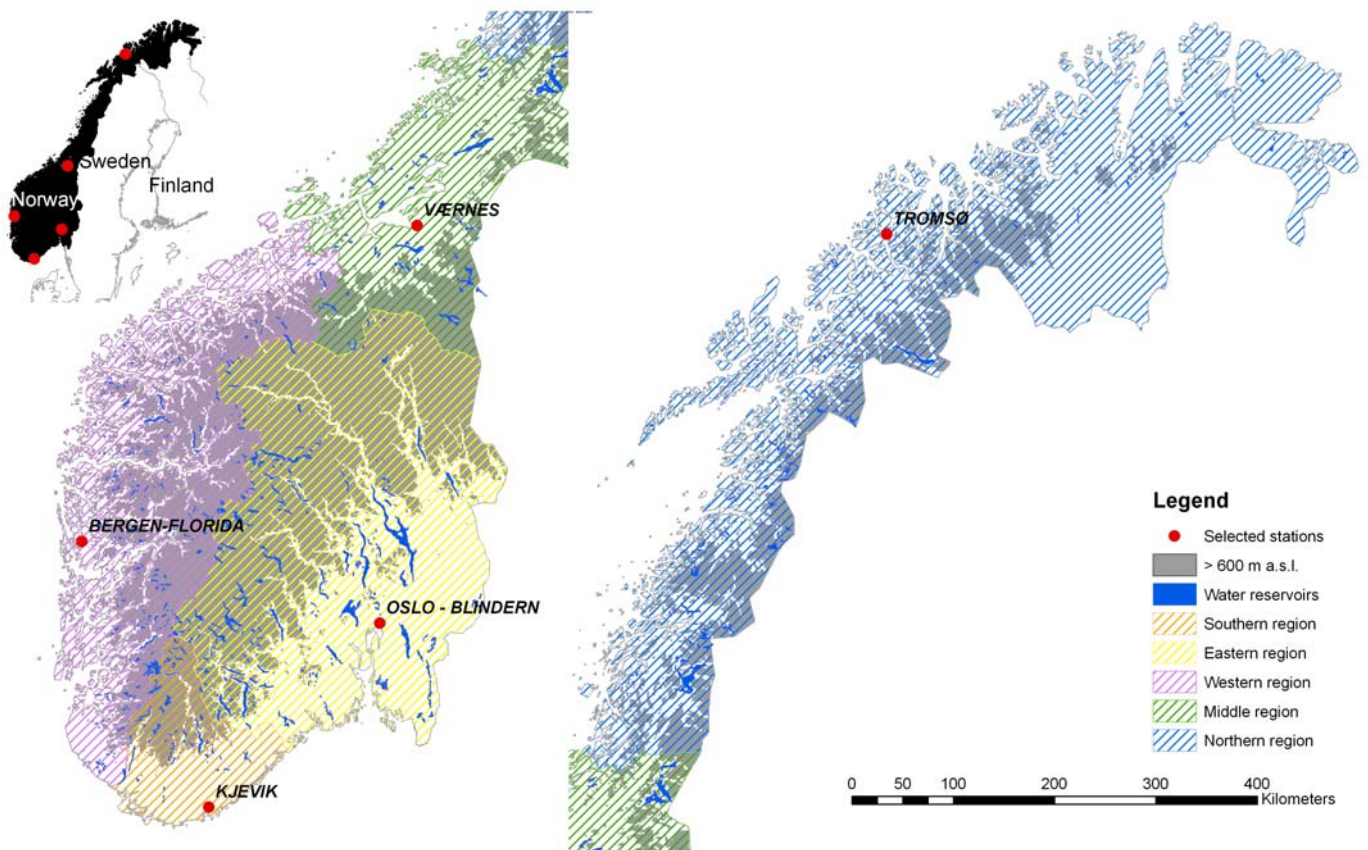 Sweden
Finland
Norway
VÆRNES
BERGEN-FLORIDA
OSLO - BLINDERN
KJEVIK
TROMSØ
Legend
Selected stations
> 600 m a.s.l.
Water reservoirs
Southern region
Eastern region
Western region
Middle region
Northern region
0 50 100 200 300 400
Kilometers